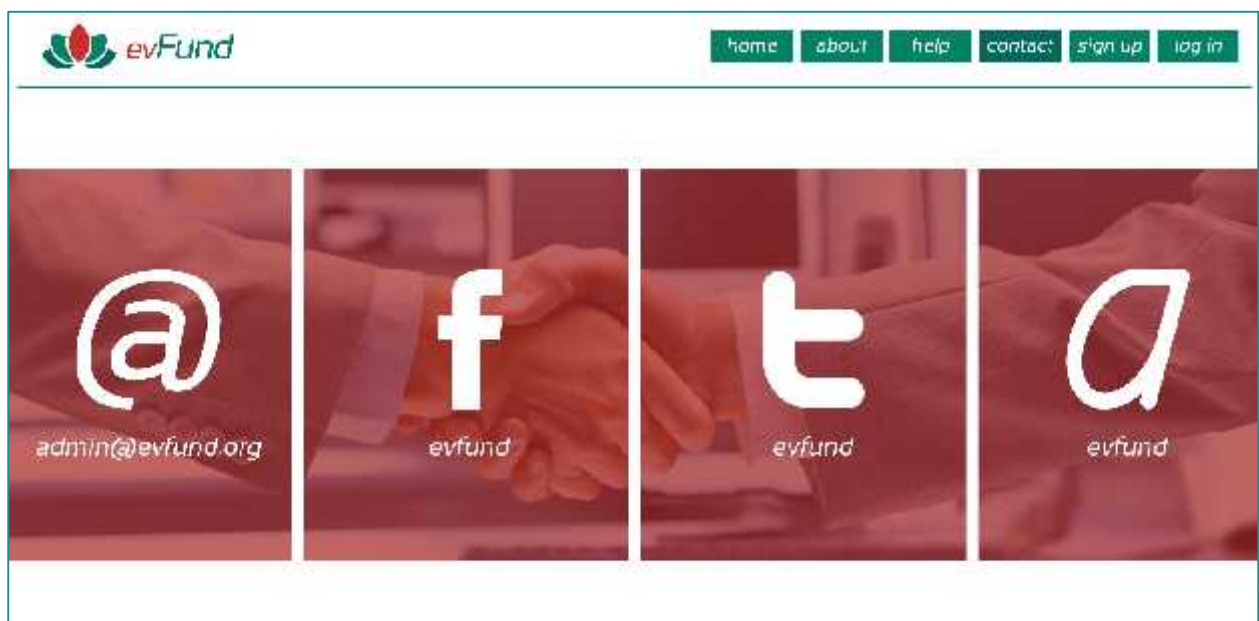 evFund
home about help contact sign up log in
@ f t a
admin@evfund.org evfund evfund evfund